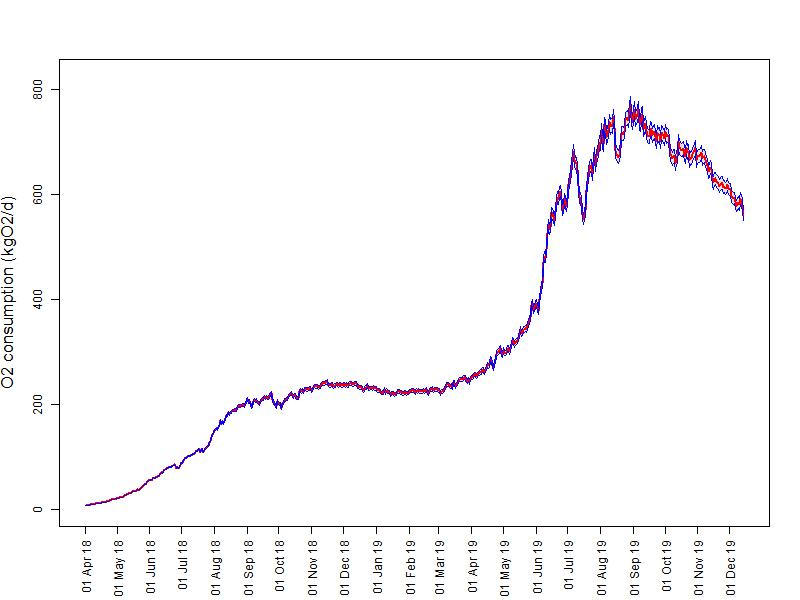 O2 consumption (kgO2/d)
800
600
400
200
0
01 Apr 18
01 May 18
01 Jun 18
01 Jul 18
01 Aug 18
01 Sep 18
01 Oct 18
01 Nov 18
01 Dec 18
01 Jan 19
01 Feb 19
01 Mar 19
01 Apr 19
01 May 19
01 Jun 19
01 Jul 19
01 Aug 19
01 Sep 19
01 Oct 19
01 Nov 19
01 Dec 19